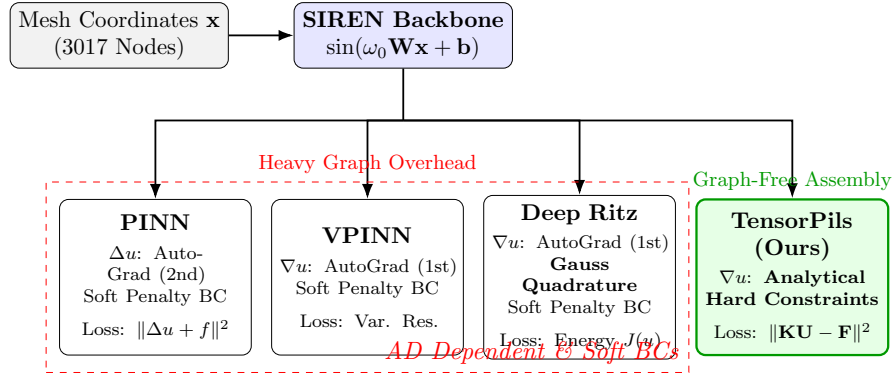 Mesh Coordinates x
(3017 Nodes)
SIREN Backbone
sin(ω₀Wx + b)
Heavy Graph Overhead
Graph-Free Assembly
PINN
Δu: Auto-
Grad (2nd)
Soft Penalty BC
Loss: ‖Δu + f‖²
VPINN
∇u: AutoGrad (1st)
Soft Penalty BC
Loss: Var. Res.
Deep Ritz
∇u: AutoGrad (1st)
Gauss
Quadrature
Soft Penalty BC
Loss: Energy J(u)
TensorPils
(Ours)
∇u: Analytical
Hard Constraints
Loss: ‖KU − F‖²
AD Dependent & Soft BCs